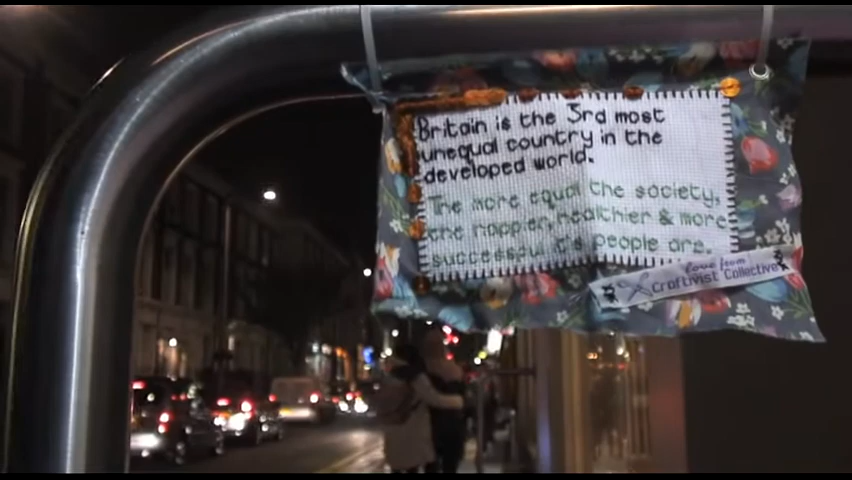 Britain is the 3rd most
unequal country in the
developed world.
The more equal the society,
the happier, healthier & more
successful it's people are.
love from
Craftivist Collective